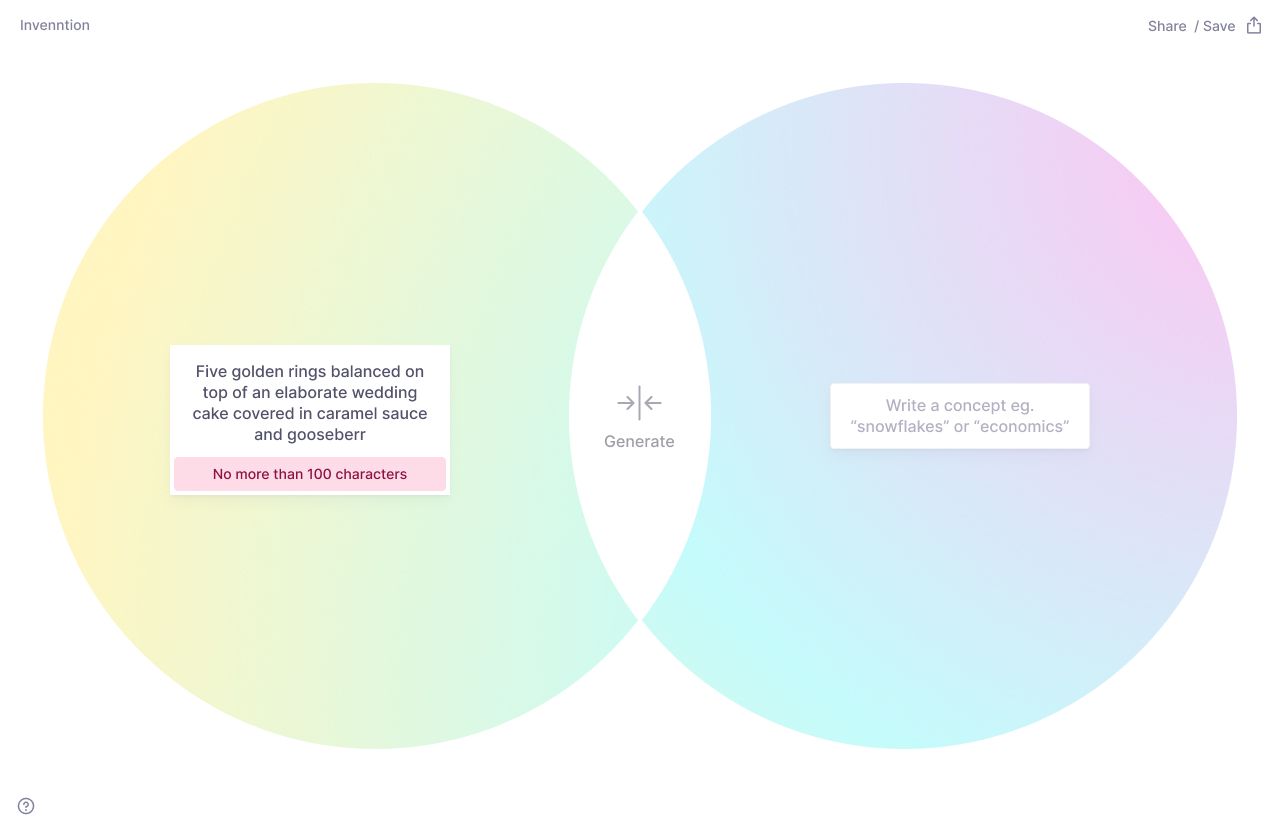 Invenntion
Share / Save
Five golden rings balanced on
top of an elaborate wedding
cake covered in caramel sauce
and gooseberr
No more than 100 characters
Generate
Write a concept eg.
“snowflakes” or “economics”
?